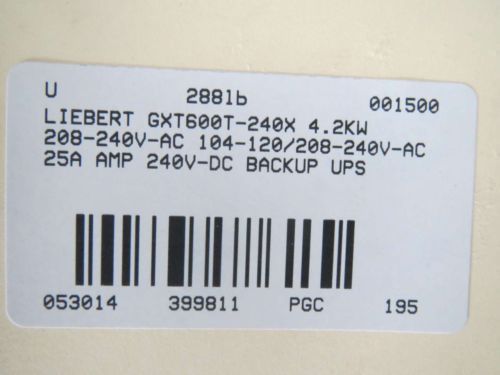 U 288lb 001500
LIEBERT GXT600T-240X 4.2KW
208-240V-AC 104-120/208-240V-AC
25A AMP 240V-DC BACKUP UPS
053014 399811 PGC 195